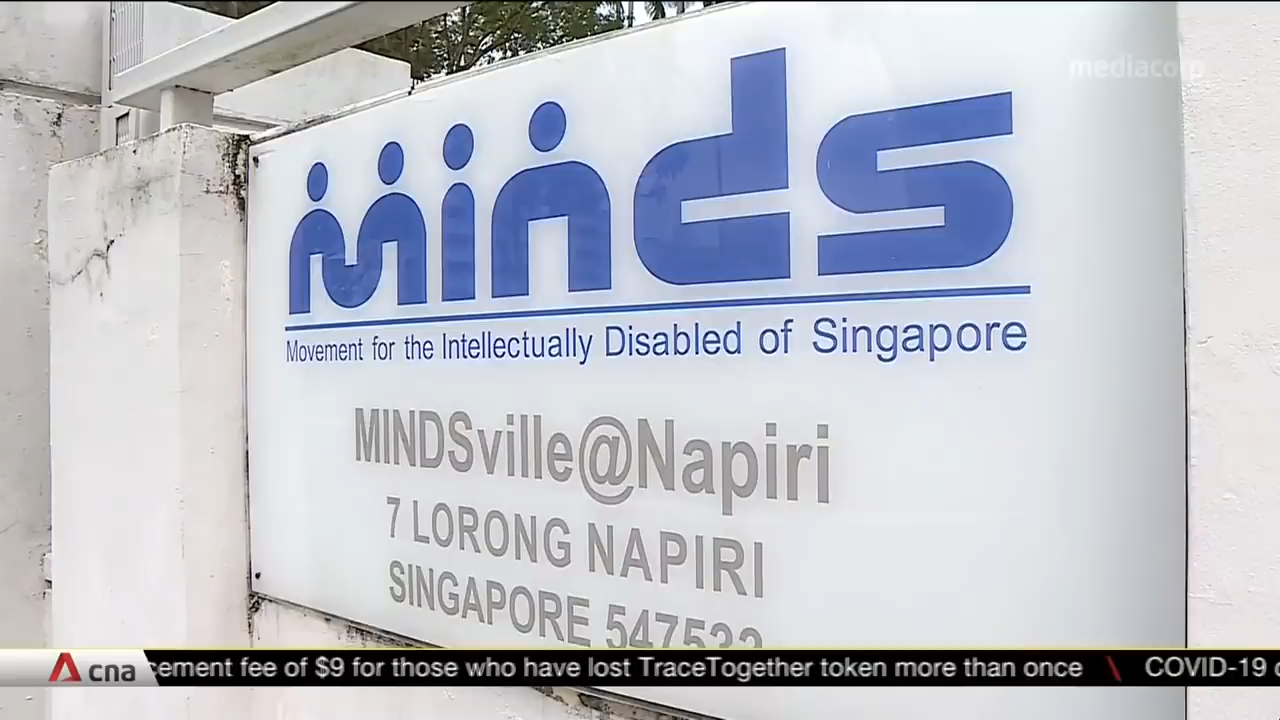 mediacorp
minds
Movement for the Intellectually Disabled of Singapore
MINDSville@Napiri
7 LORONG NAPIRI
SINGAPORE
cna
fee of $9 for those who have lost TraceTogether token more than once \ COVID-19